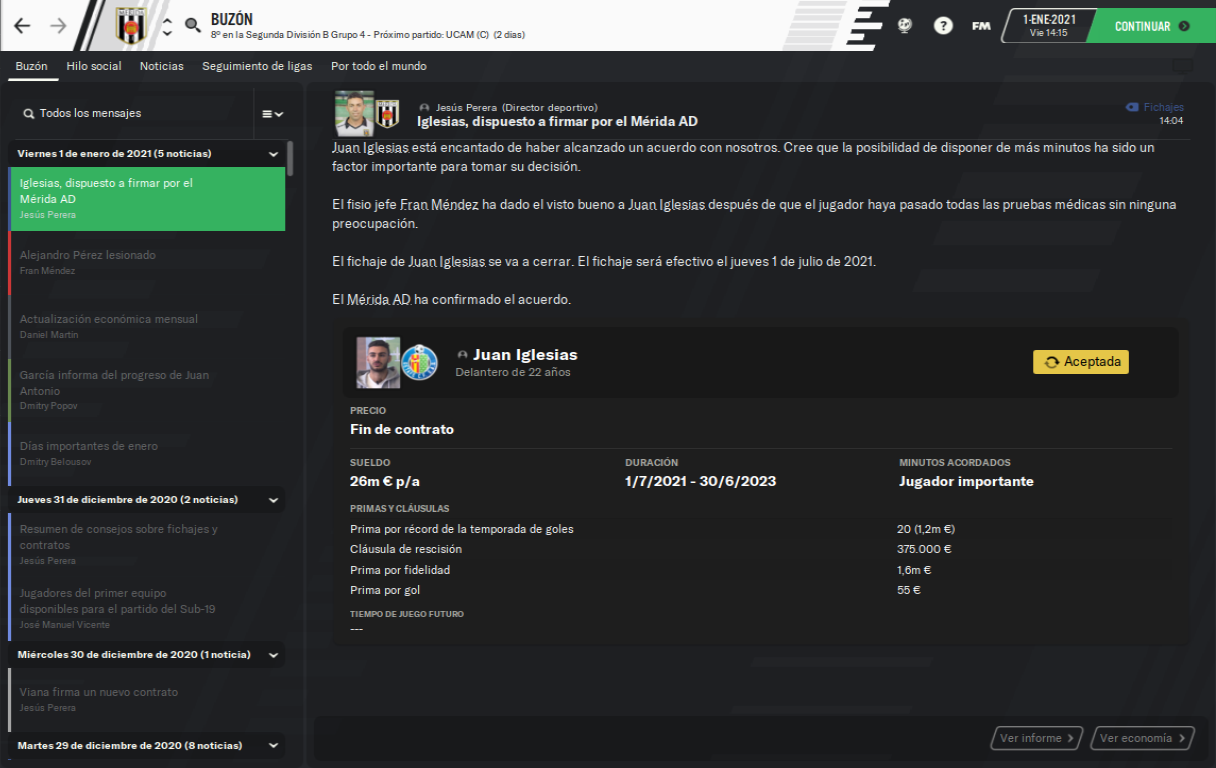 BUZÓN
8º en la Segunda División B Grupo 4 - Próximo partido: UCAM (C) (2 días)
FM
1-ENE-2021
Vie 14:15
CONTINUAR
Buzón Hilo social Noticias Seguimiento de ligas Por todo el mundo
Todos los mensajes
Viernes 1 de enero de 2021 (5 noticias)
Iglesias, dispuesto a firmar por el
Mérida AD
Jesús Perera
Alejandro Pérez lesionado
Fran Méndez
Actualización económica mensual
Daniel Martín
García informa del progreso de Juan
Antonio
Dmitry Popov
Días importantes de enero
Dmitry Belousov
Jueves 31 de diciembre de 2020 (2 noticias)
Resumen de consejos sobre fichajes y
contratos
Jesús Perera
Jugadores del primer equipo
disponibles para el partido del Sub-19
José Manuel Vicente
Miércoles 30 de diciembre de 2020 (1 noticia)
Viana firma un nuevo contrato
Jesús Perera
Martes 29 de diciembre de 2020 (8 noticias)
Jesús Perera (Director deportivo)
Iglesias, dispuesto a firmar por el Mérida AD
Fichajes
14:04
Juan Iglesias está encantado de haber alcanzado un acuerdo con nosotros. Cree que la posibilidad de disponer de más minutos ha sido un
factor importante para tomar su decisión.
El fisio jefe Fran Méndez ha dado el visto bueno a Juan Iglesias después de que el jugador haya pasado todas las pruebas médicas sin ninguna
preocupación.
El fichaje de Juan Iglesias se va a cerrar. El fichaje será efectivo el jueves 1 de julio de 2021.
El Mérida AD ha confirmado el acuerdo.
Juan Iglesias
Delantero de 22 años
Aceptada
PRECIO
Fin de contrato
SUELDO DURACIÓN MINUTOS ACORDADOS
26m € p/a 1/7/2021 - 30/6/2023 Jugador importante
PRIMAS Y CLÁUSULAS
Prima por récord de la temporada de goles 20 (1,2m €)
Cláusula de rescisión 375.000 €
Prima por fidelidad 1,6m €
Prima por gol 55 €
TIEMPO DE JUEGO FUTURO
---
Ver informe Ver economía